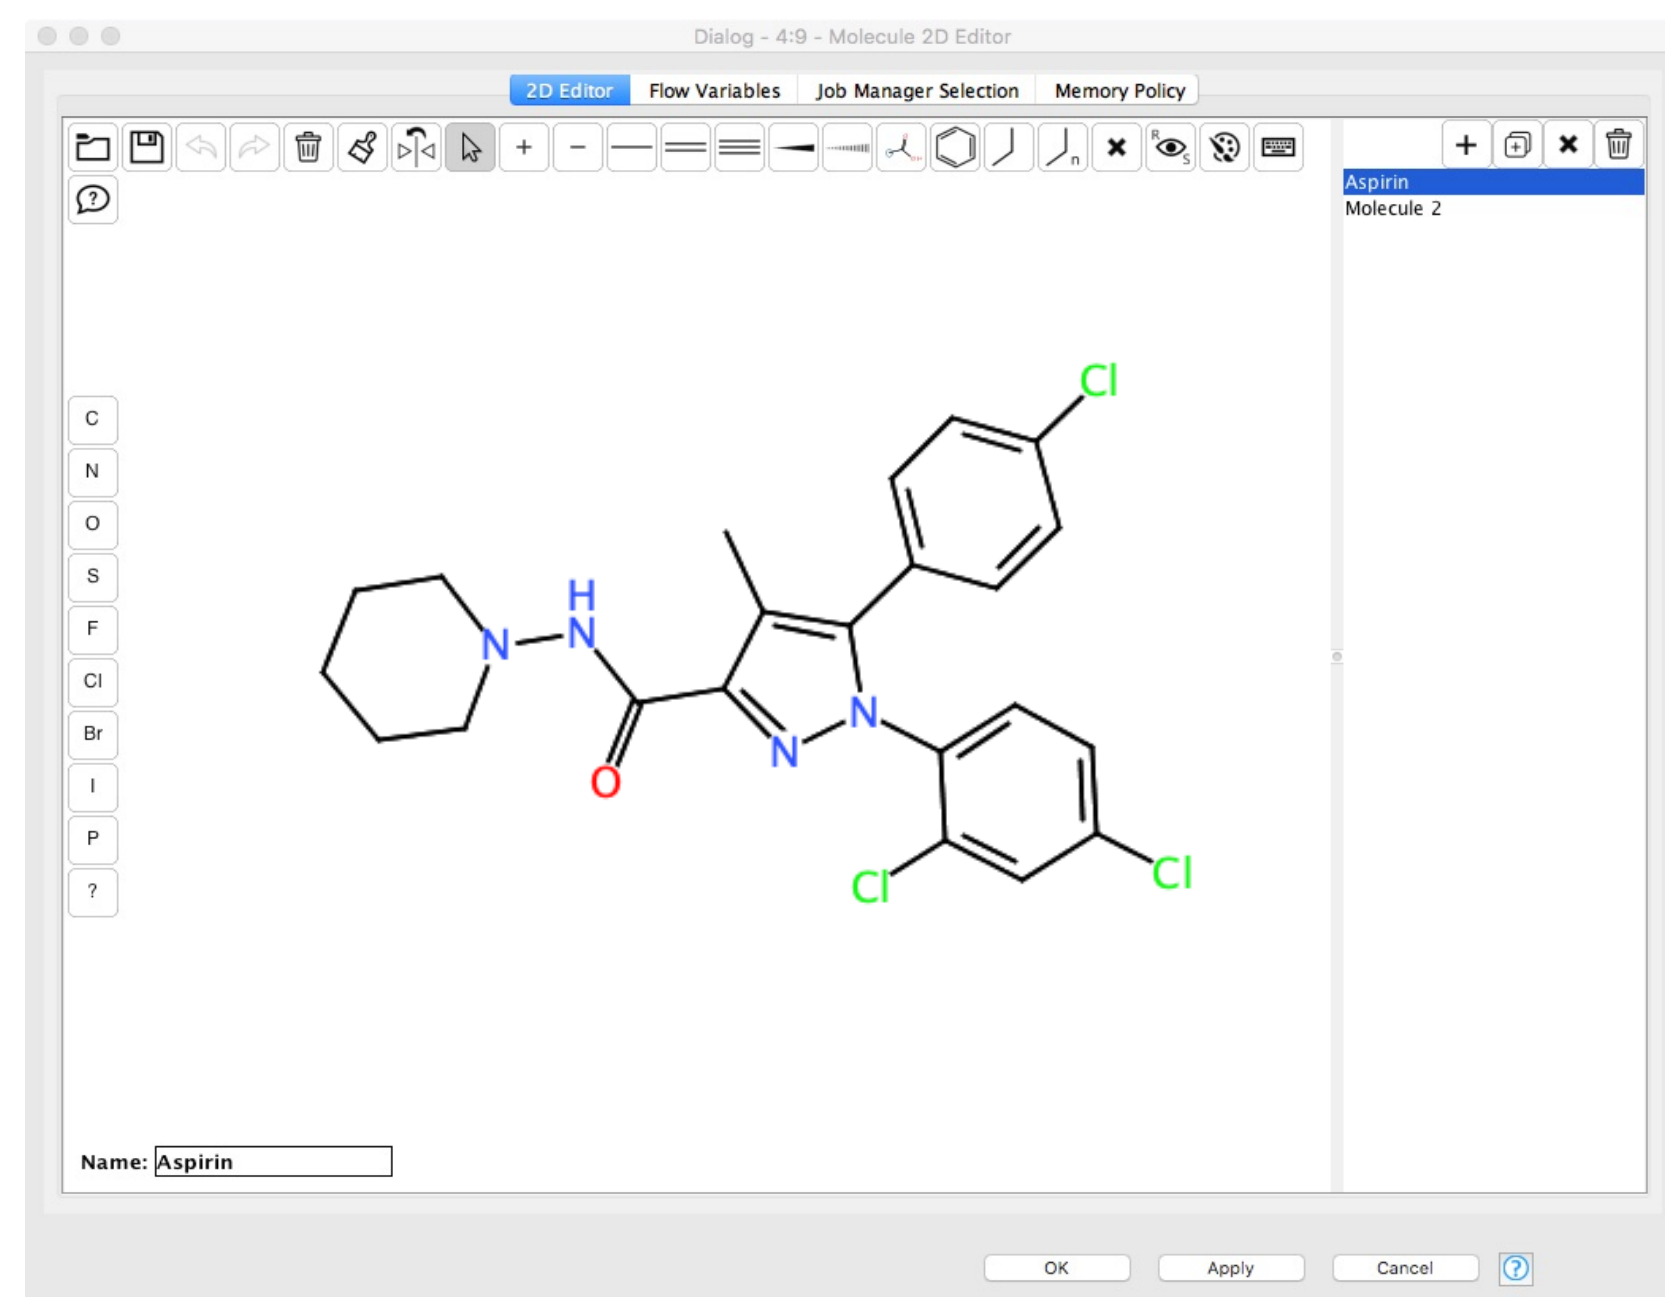 Dialog - 4:9 - Molecule 2D Editor
2D Editor Flow Variables Job Manager Selection Memory Policy
n R S
?
Aspirin
Molecule 2
C
N
O
S
F
Cl
Br
I
P
?
Cl
H
N N
O
N
N
Cl
Cl
Name: Aspirin
OK Apply Cancel ?